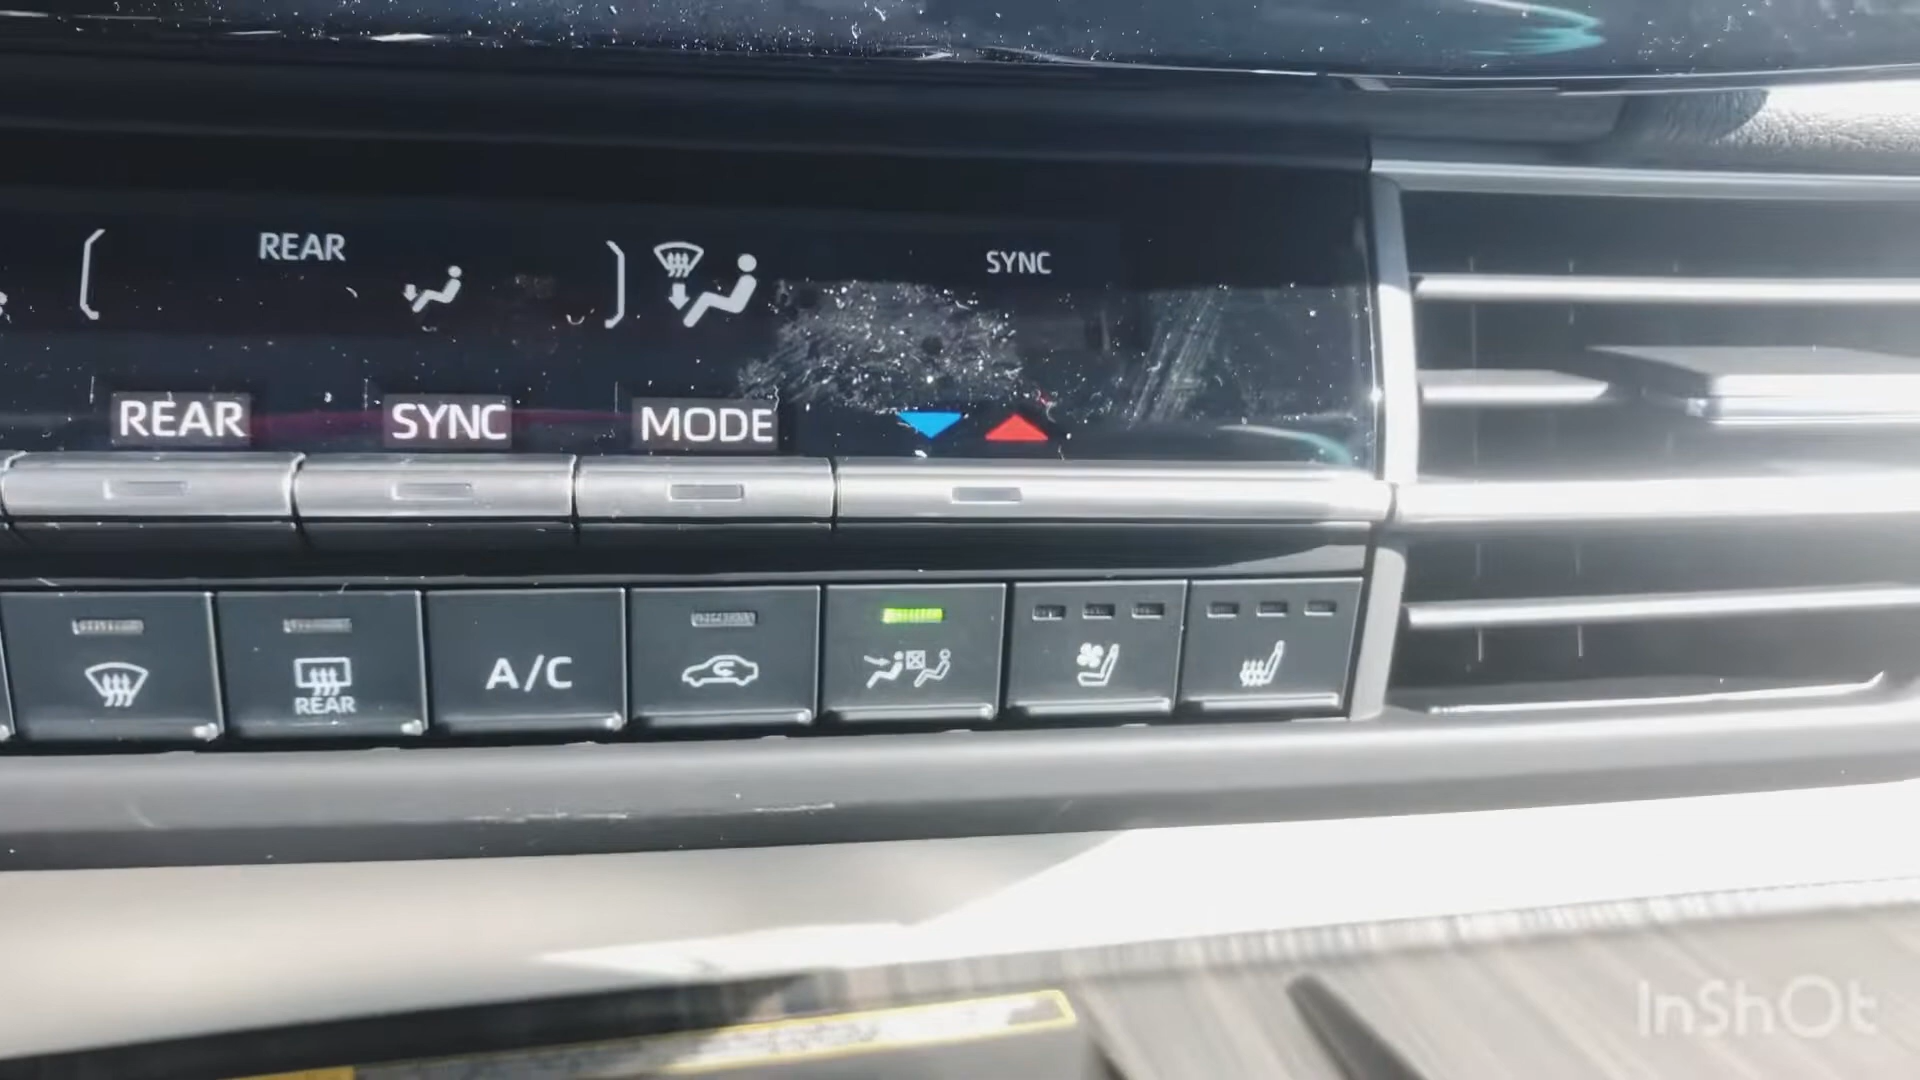 REAR
SYNC
REAR
SYNC
MODE
REAR
A/C
InShOt